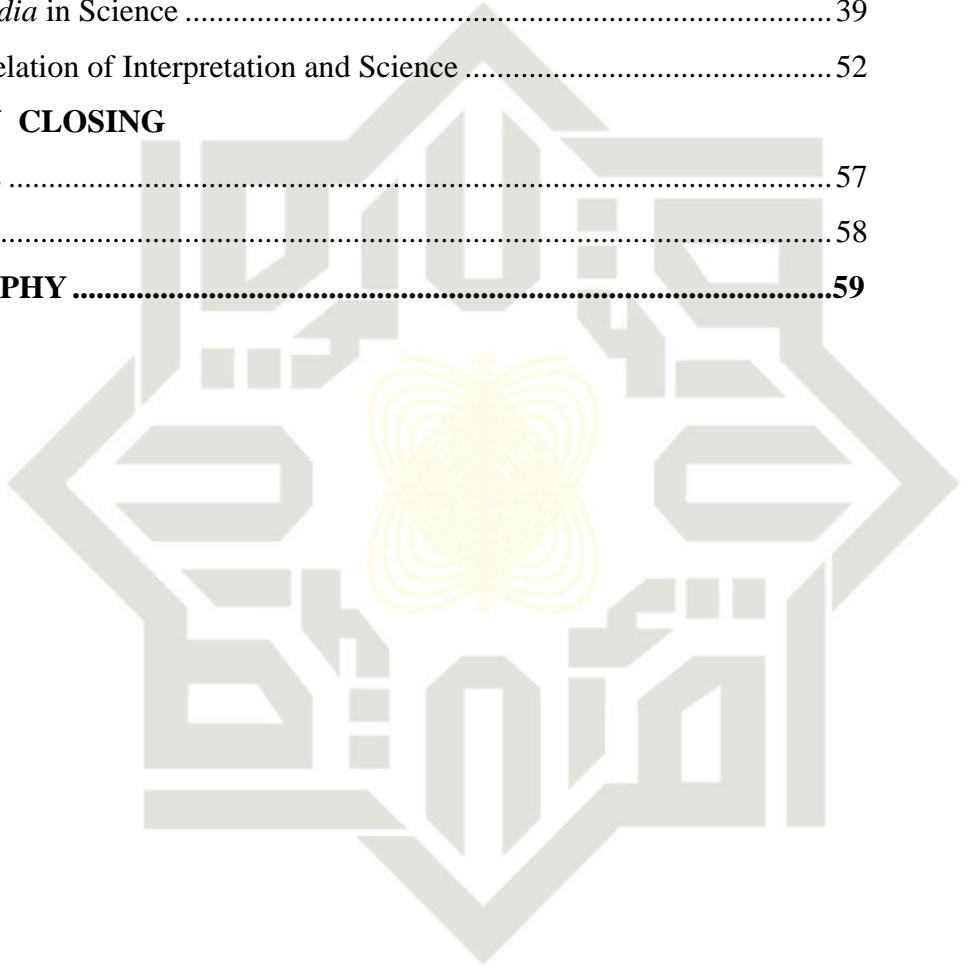 dia in Science ........................................................................................ 39
elation of Interpretation and Science .................................................. 52
CLOSING
........................................................................................................... 57
........................................................................................................... 58
PHY ..................................................................................................... 59